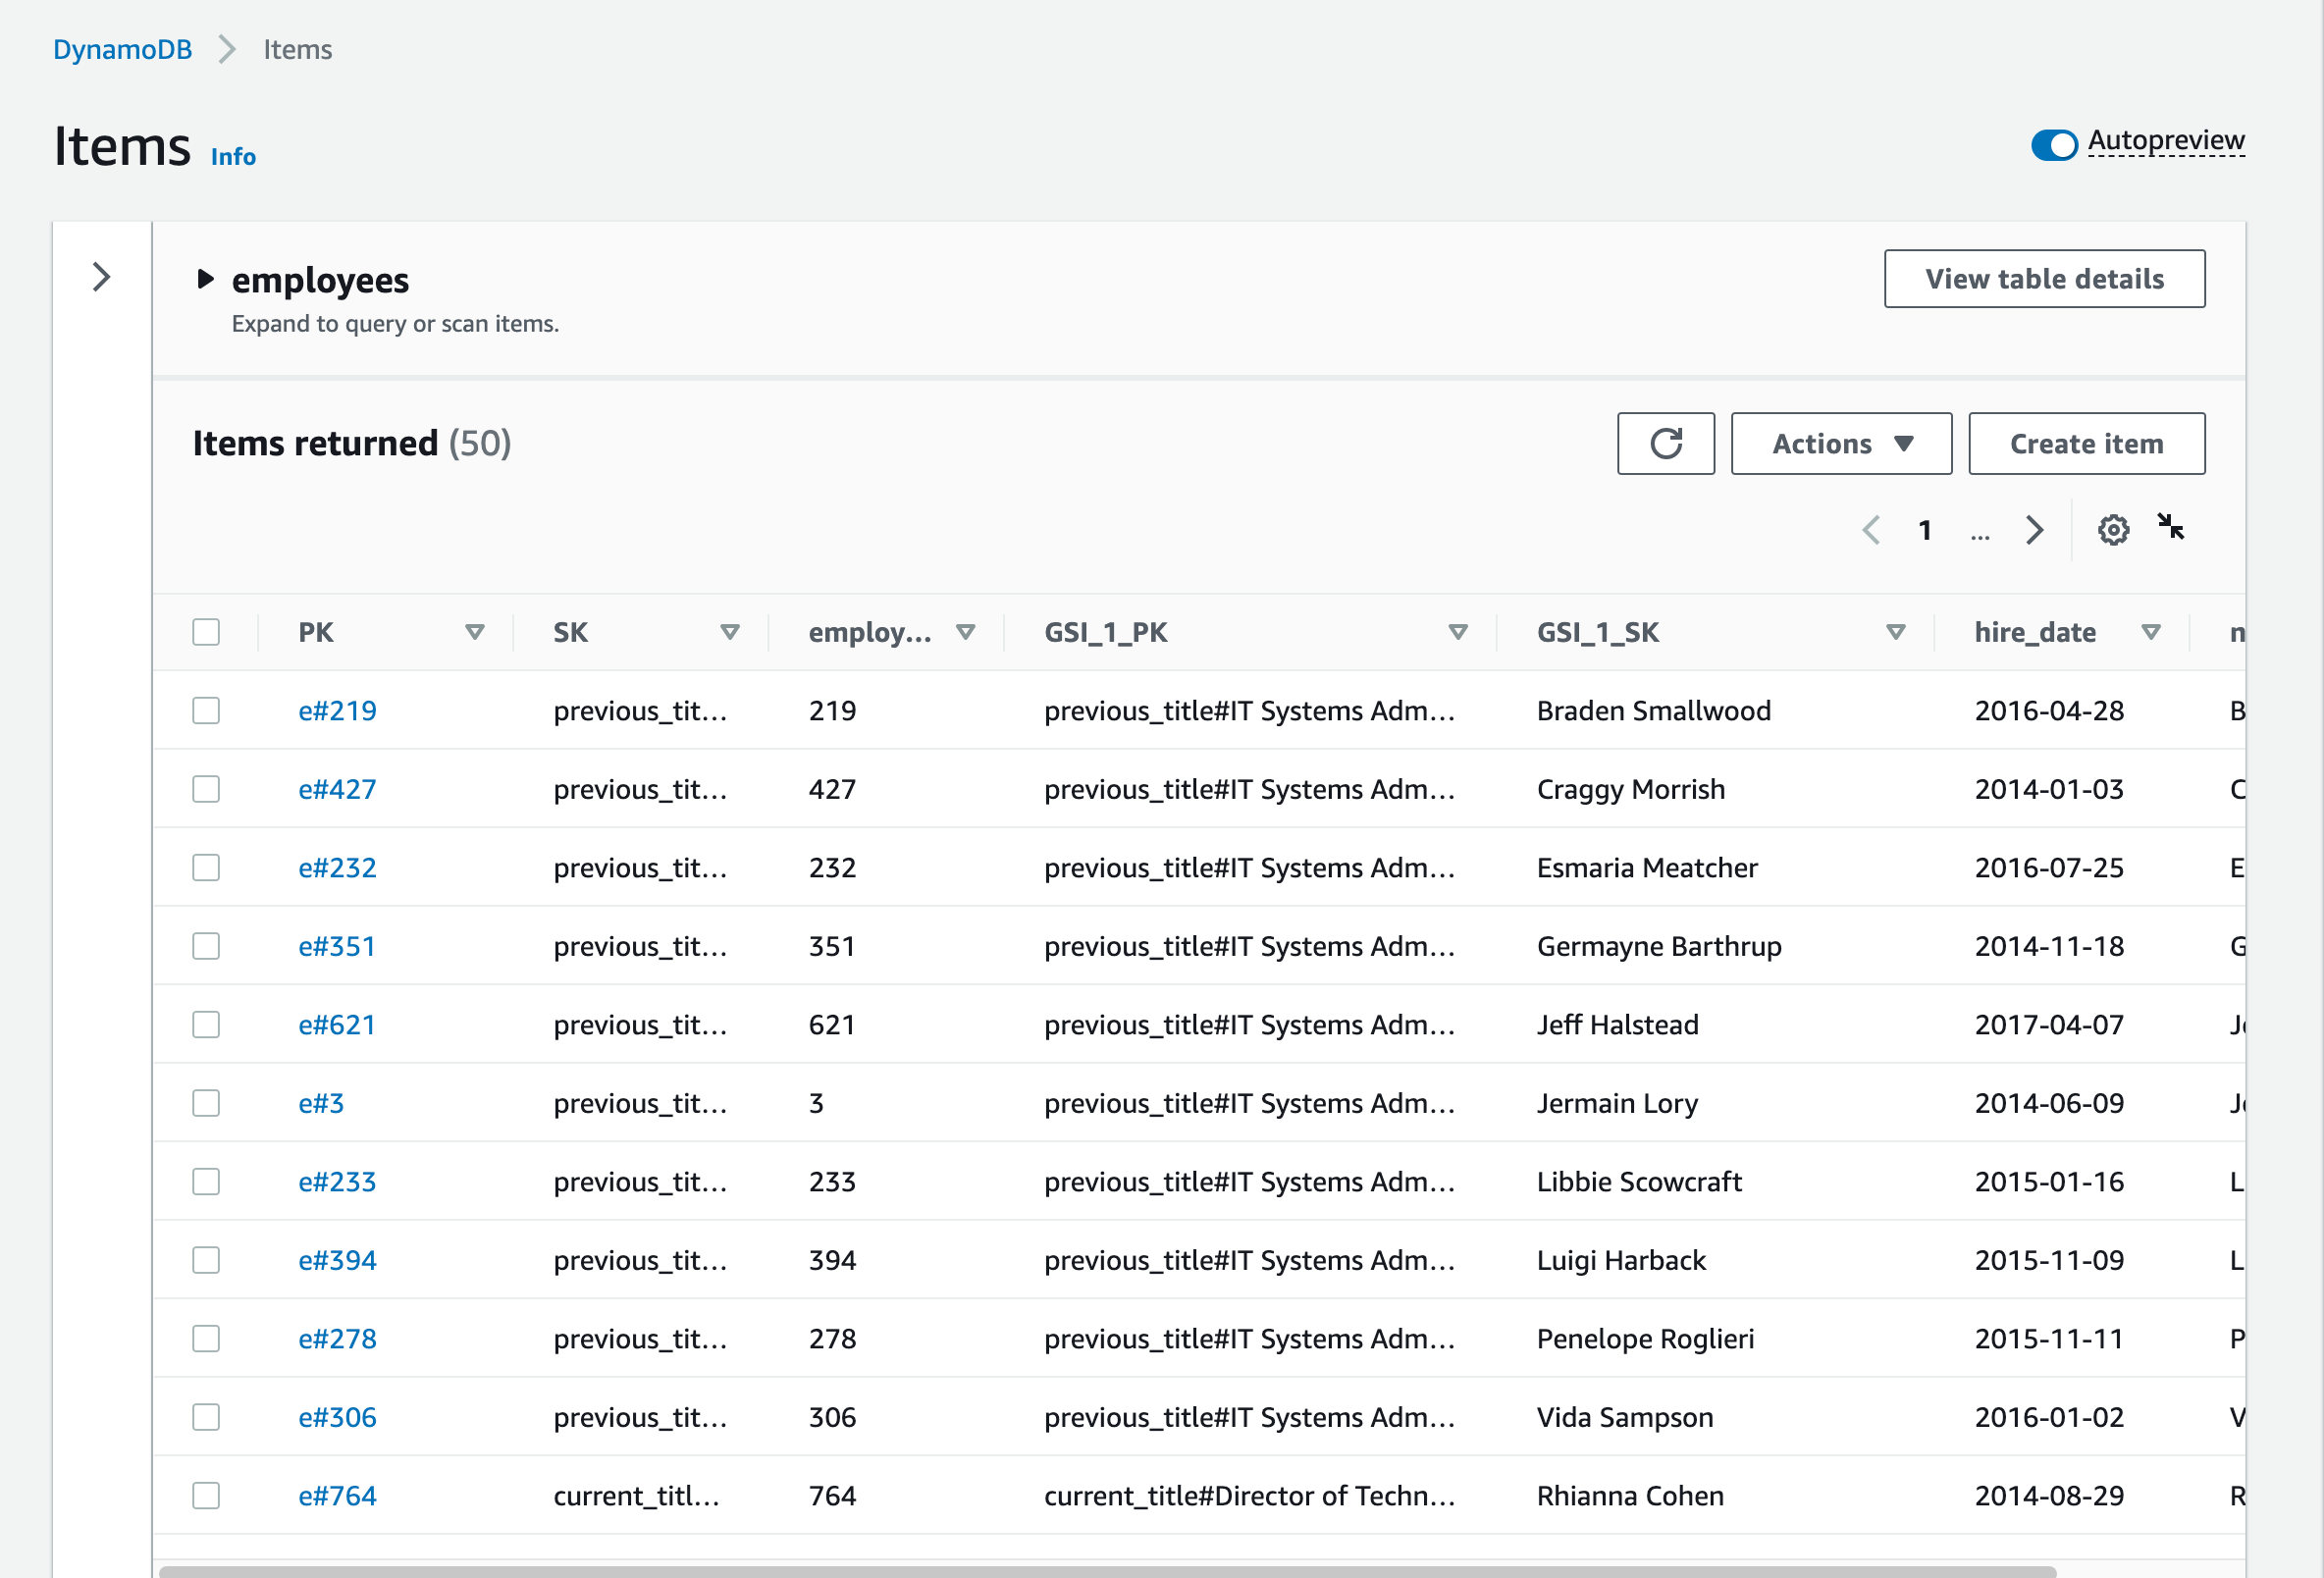 DynamoDB Items
Items Info
Autopreview
employees
View table details
Expand to query or scan items.
Items returned (50)
Actions
Create item
1 ...
PK SK employ... GSI_1_PK GSI_1_SK hire_date n
e#219 previous_tit... 219 previous_title#IT Systems Adm... Braden Smallwood 2016-04-28 B
e#427 previous_tit... 427 previous_title#IT Systems Adm... Craggy Morrish 2014-01-03 C
e#232 previous_tit... 232 previous_title#IT Systems Adm... Esmaria Meatcher 2016-07-25 E
e#351 previous_tit... 351 previous_title#IT Systems Adm... Germayne Barthrup 2014-11-18 G
e#621 previous_tit... 621 previous_title#IT Systems Adm... Jeff Halstead 2017-04-07 J
e#3 previous_tit... 3 previous_title#IT Systems Adm... Jermain Lory 2014-06-09 J
e#233 previous_tit... 233 previous_title#IT Systems Adm... Libbie Scowcraft 2015-01-16 L
e#394 previous_tit... 394 previous_title#IT Systems Adm... Luigi Harback 2015-11-09 L
e#278 previous_tit... 278 previous_title#IT Systems Adm... Penelope Roglieri 2015-11-11 P
e#306 previous_tit... 306 previous_title#IT Systems Adm... Vida Sampson 2016-01-02 V
e#764 current_titl... 764 current_title#Director of Techn... Rhianna Cohen 2014-08-29 R